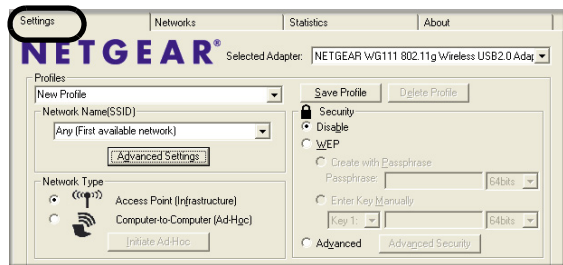 Settings Networks Statistics About
NETGEAR® Selected Adapter: NETGEAR WG111 802.11g Wireless USB2.0 Adap
Profiles
New Profile
Save Profile Delete Profile
Network Name(SSID)
Any (First available network)
Advanced Settings
Network Type
Access Point (Infrastructure)
Computer-to-Computer (Ad-Hoc)
Initiate Ad-Hoc
Security
Disable
WEP
Create with Passphrase
Passphrase: 64bits
Enter Key Manually
Key 1: 64bits
Advanced Advanced Security